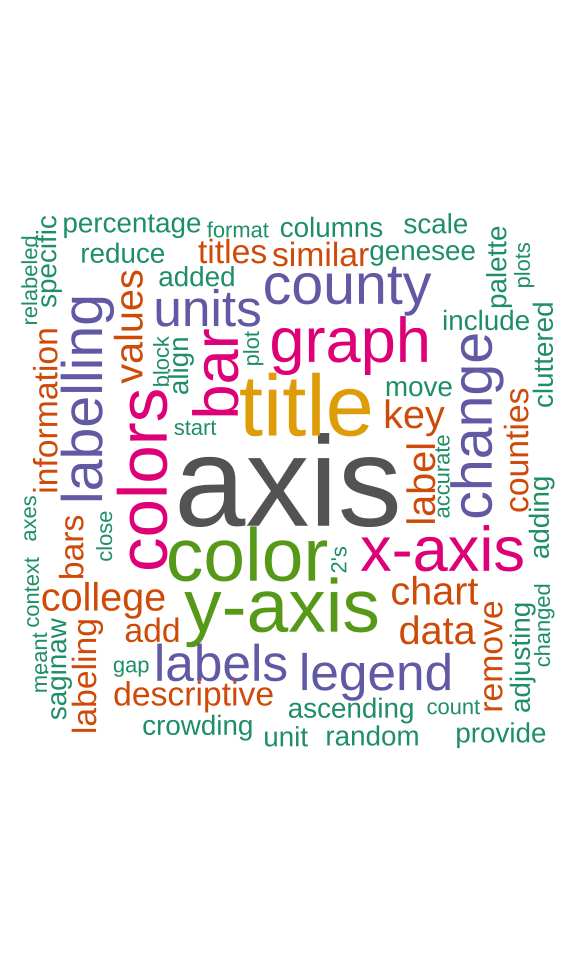 percentage
format
columns
scale
specific
relabeled
reduce
titles
similar
genesee
palette
plots
added
county
values
units
include
cluttered
labelling
information
block
align
bar
plot
graph
change
title
move
key
counties
colors
start
axis
label
accurate
axes
bars
close
color
2's
x-axis
adding
context
college
y-axis
chart
meant
saginaw
labeling
add
data
remove
adjusting
changed
gap
labels
legend
descriptive
ascending
count
crowding
unit
random
provide